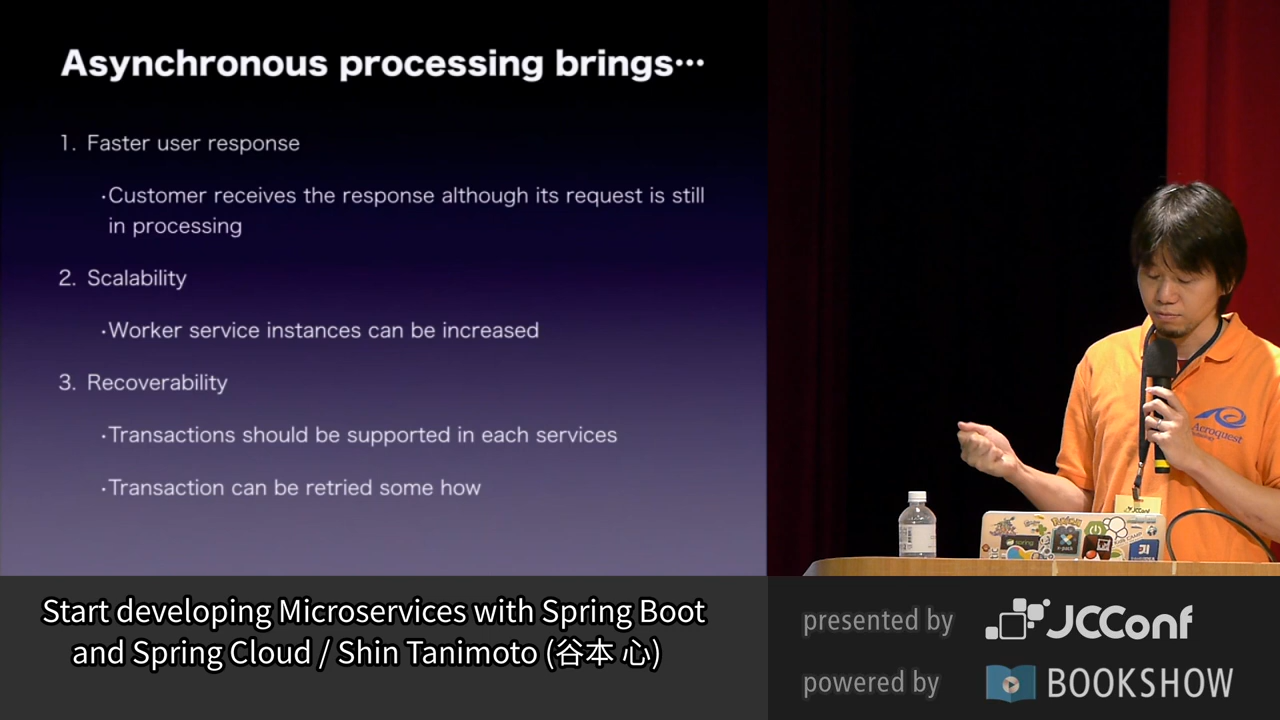 Asynchronous processing brings…
1. Faster user response
·Customer receives the response although its request is still
in processing
2. Scalability
·Worker service instances can be increased
3. Recoverability
·Transactions should be supported in each services
·Transaction can be retried some how
Aeroquest
JCConf
spring
Start developing Microservices with Spring Boot
and Spring Cloud / Shin Tanimoto (谷本 心)
presented by
JCConf
powered by
BOOKSHOW